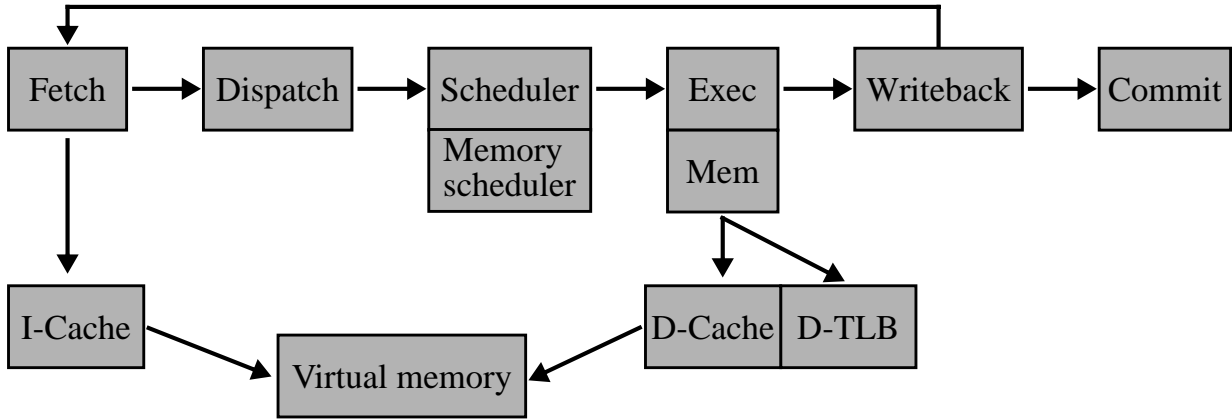 Fetch
Dispatch
Scheduler
Exec
Writeback
Commit
Memory
scheduler
Mem
I-Cache
D-Cache
D-TLB
Virtual memory